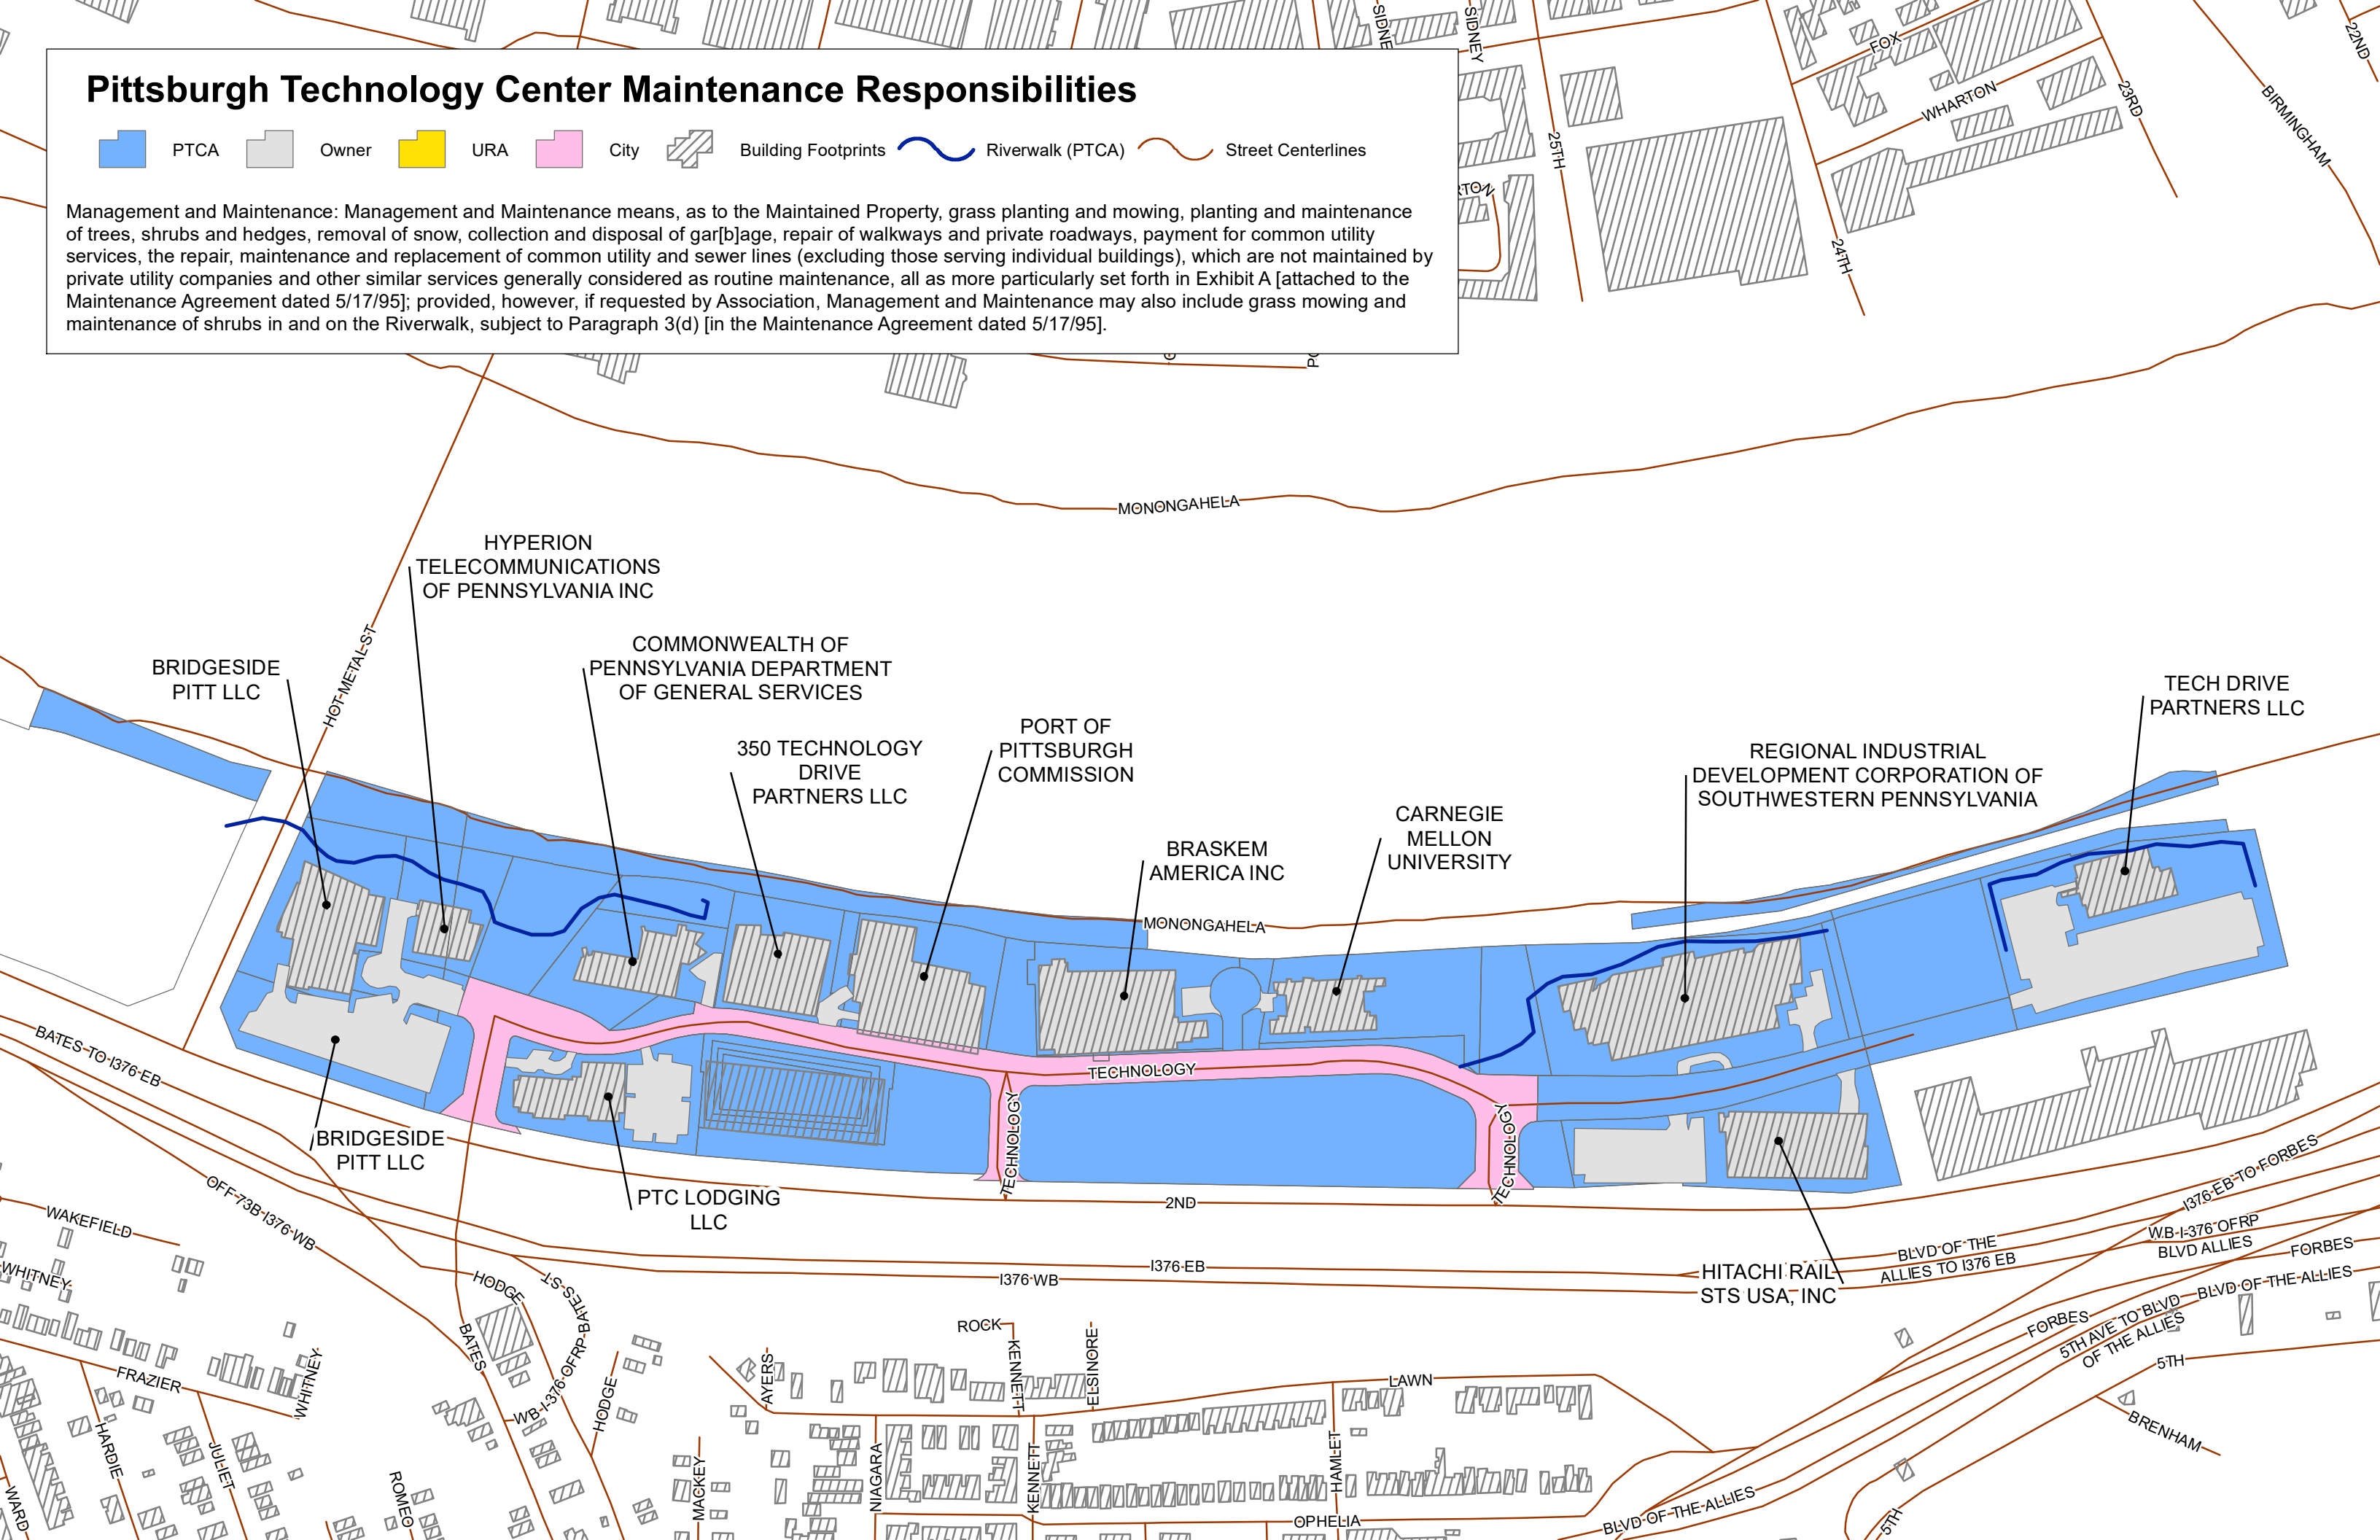 Pittsburgh Technology Center Maintenance Responsibilities
PTCA
Owner
URA
City
Building Footprints
Riverwalk (PTCA)
Street Centerlines
Management and Maintenance: Management and Maintenance means, as to the Maintained Property, grass planting and mowing, planting and maintenance
of trees, shrubs and hedges, removal of snow, collection and disposal of gar[b]age, repair of walkways and private roadways, payment for common utility
services, the repair, maintenance and replacement of common utility and sewer lines (excluding those serving individual buildings), which are not maintained by
private utility companies and other similar services generally considered as routine maintenance, all as more particularly set forth in Exhibit A [attached to the
Maintenance Agreement dated 5/17/95]; provided, however, if requested by Association, Management and Maintenance may also include grass mowing and
maintenance of shrubs in and on the Riverwalk, subject to Paragraph 3(d) [in the Maintenance Agreement dated 5/17/95].
SIDNE
SIDNEY
25TH
FOX
WHARTON
23RD
22ND
BIRMINGHAM
24TH
RTON
MONONGAHELA
HOT METAL ST
HYPERION
TELECOMMUNICATIONS
OF PENNSYLVANIA INC
BRIDGESIDE
PITT LLC
COMMONWEALTH OF
PENNSYLVANIA DEPARTMENT
OF GENERAL SERVICES
350 TECHNOLOGY
DRIVE
PARTNERS LLC
PORT OF
PITTSBURGH
COMMISSION
BRASKEM
AMERICA INC
CARNEGIE
MELLON
UNIVERSITY
REGIONAL INDUSTRIAL
DEVELOPMENT CORPORATION OF
SOUTHWESTERN PENNSYLVANIA
TECH DRIVE
PARTNERS LLC
MONONGAHELA
TECHNOLOGY
TECHNOLOGY
TECHNOLOGY
BATES TO I376 EB
BRIDGESIDE
PITT LLC
PTC LODGING
LLC
2ND
OFF 73B I376 WB
I376 EB
I376 WB
HITACHI RAIL
STS USA, INC
BLVD OF THE
ALLIES TO I376 EB
I376 EB TO FORBES
W.B I-376 OFRP
BLVD ALLIES
FORBES
BLVD OF THE ALLIES
FORBES
5TH AVE TO BLVD
OF THE ALLIES
5TH
BRENHAM
5TH
BLVD OF THE ALLIES
WAKEFIELD
WHITNEY
WHITNEY
FRAZIER
HARDIE
JULIET
WARD
ROMEO
HODGE
BATES
WB I-376 OFRP BATES ST
HODGE
MACKEY
AYERS
ROCK
KENNETT
ELSINORE
NIAGARA
KENNETT
HAMLET
LAWN
OPHELIA